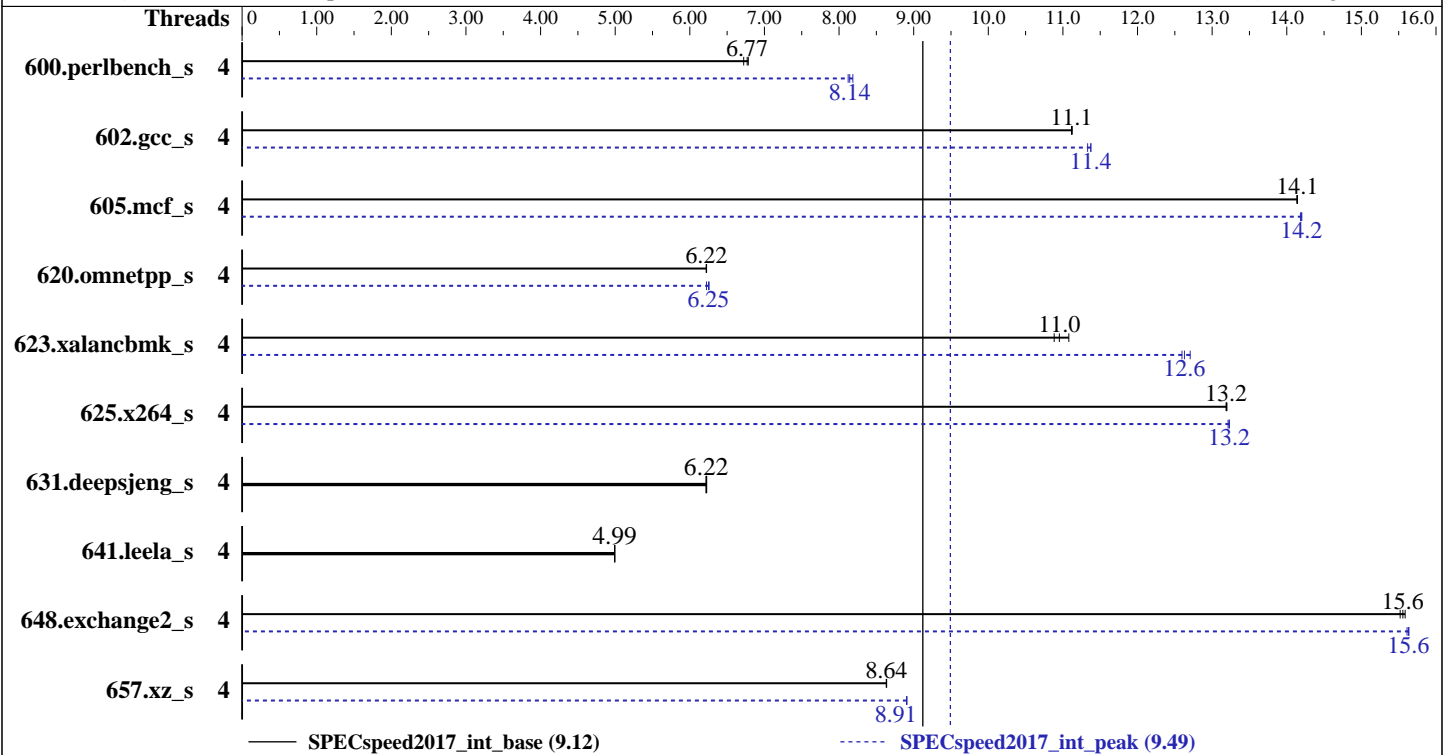 Threads 0 1.00 2.00 3.00 4.00 5.00 6.00 7.00 8.00 9.00 10.0 11.0 12.0 13.0 14.0 15.0 16.0
600.perlbench_s 4 6.77
8.14
602.gcc_s 4 11.1
11.4
605.mcf_s 4 14.1
14.2
620.omnetpp_s 4 6.22
6.25
623.xalancbmk_s 4 11.0
12.6
625.x264_s 4 13.2
13.2
631.deepsjeng_s 4 6.22
641.leela_s 4 4.99
648.exchange2_s 4 15.6
15.6
657.xz_s 4 8.64
8.91
SPECspeed2017_int_base (9.12) SPECspeed2017_int_peak (9.49)